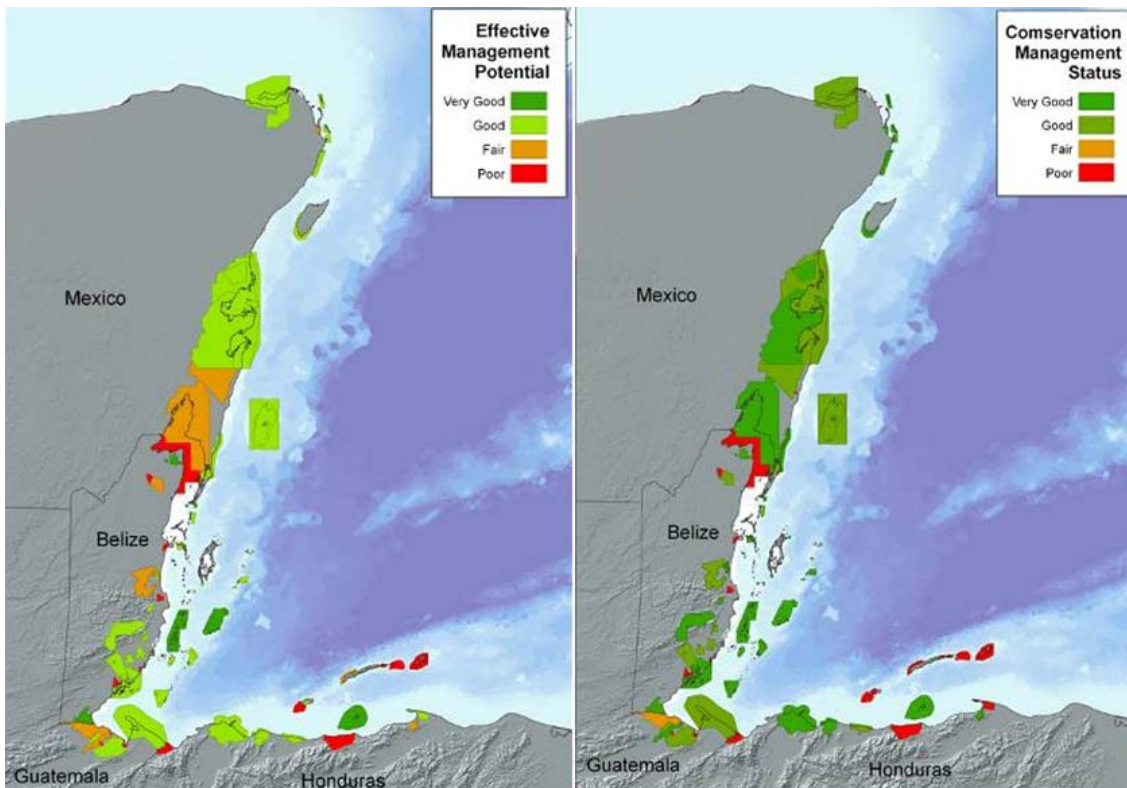 Effective
Management
Potential
Very Good
Good
Fair
Poor
Mexico
Belize
Guatemala
Honduras
Comservation
Management
Status
Very Good
Good
Fair
Poor
Mexico
Belize
Guatemala
Honduras